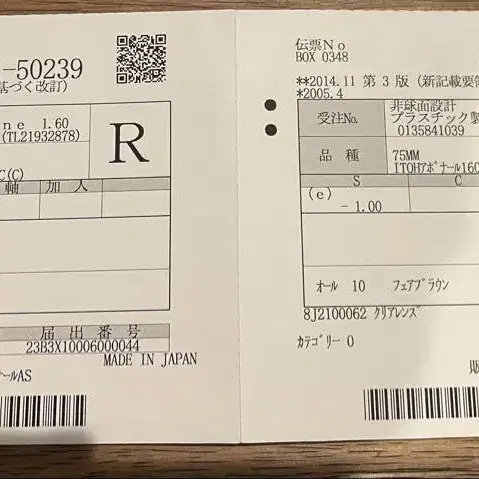 -50239
基づく改訂)
ne 1.60
(TL21932878)
R
C(C)
軸 加入
届出番号
23B3X10006000044
MADE IN JAPAN
ﾅｰﾙAS
伝票No
BOX 0348
**2014.11 第3版 (新記載要領
*2005.4
受注No.
非球面設計
プラスチック製
0135841039
品種
75MM
ITOHｱﾎﾟﾅｰﾙ160
S C
(e)
- 1.00
ｵｰﾙ 10 ﾌｪｱﾌﾞﾗｳﾝ
8J2100062 ｸﾘｱﾚﾝｽﾞ
ｶﾃｺﾞﾘｰ 0
販